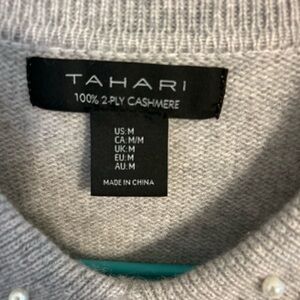 TAHARI
100% 2-PLY CASHMERE
US:M
CA:M/M
UK:M
EU:M
AU:M
MADE IN CHINA